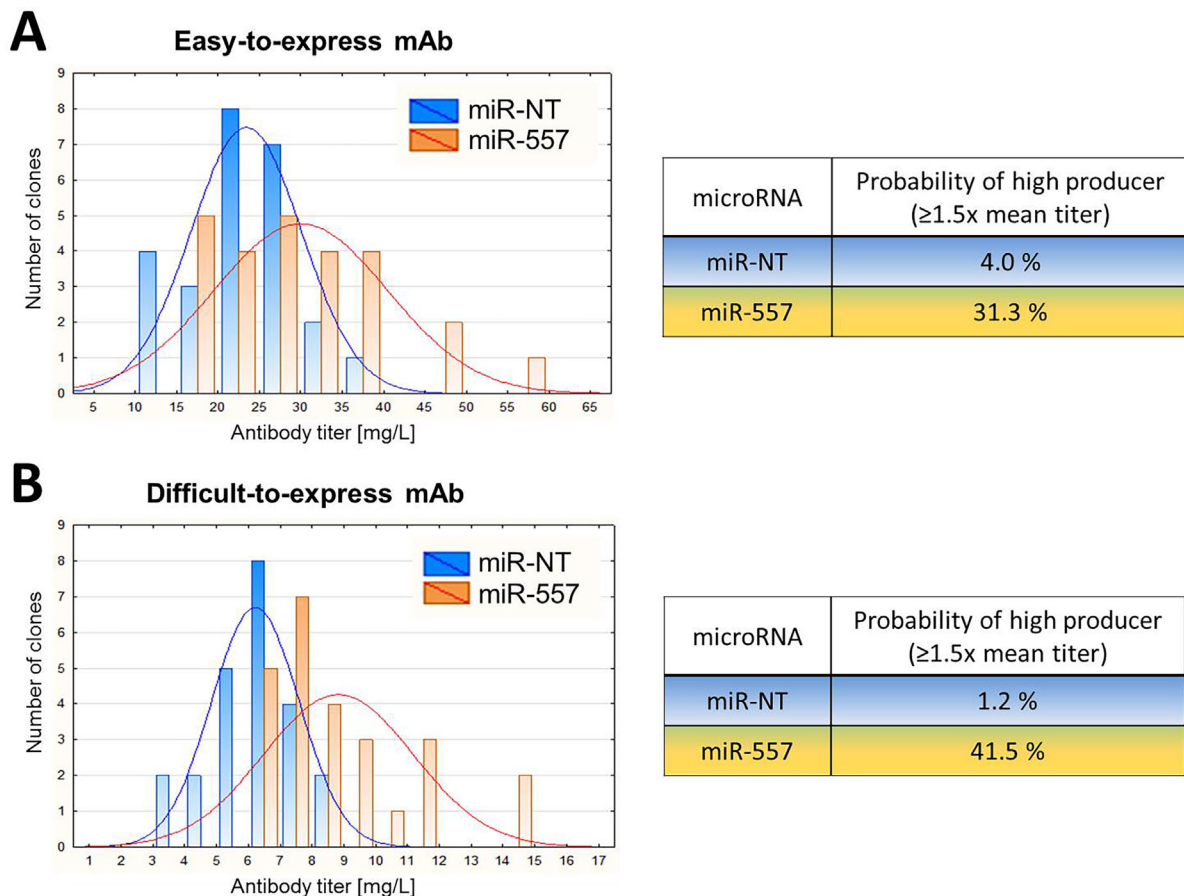 A
Easy-to-express mAb
9
8
7
6
5
4
3
2
1
0
Number of clones
miR-NT
miR-557
5 10 15 20 25 30 35 40 45 50 55 60 65
Antibody titer [mg/L]
microRNA
Probability of high producer
(≥1.5x mean titer)
miR-NT 4.0 %
miR-557 31.3 %
B
Difficult-to-express mAb
9
8
7
6
5
4
3
2
1
0
Number of clones
miR-NT
miR-557
1 2 3 4 5 6 7 8 9 10 11 12 13 14 15 16 17
Antibody titer [mg/L]
microRNA
Probability of high producer
(≥1.5x mean titer)
miR-NT 1.2 %
miR-557 41.5 %